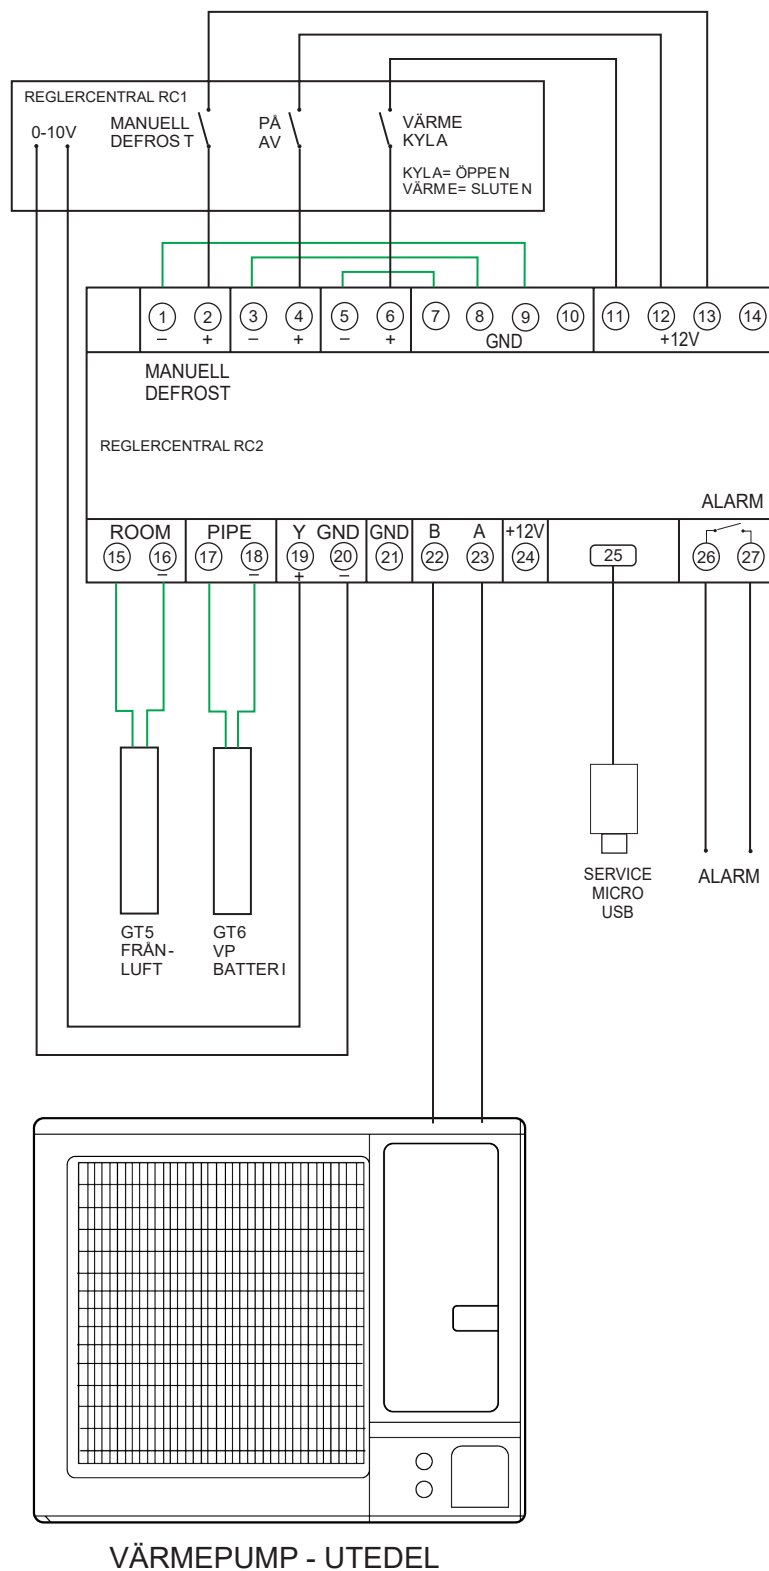 REGLERCENTRAL RC1
0-10V
MANUELL
DEFROST
PÅ
AV
VÄRME
KYLA
KYLA= ÖPPEN
VÄRME= SLUTEN
1 2 3 4 5 6 7 8 9 10 11 12 13 14
– + – + – +
GND
+12V
MANUELL
DEFROST
REGLERCENTRAL RC2
ALARM
ROOM PIPE Y GND GND B A +12V
15 16 17 18 19 20 21 22 23 24 25 26 27
– – + –
GT5
FRÅN-
LUFT
GT6
VP
BATTERI
SERVICE
MICRO
USB
ALARM
VÄRMEPUMP - UTEDEL